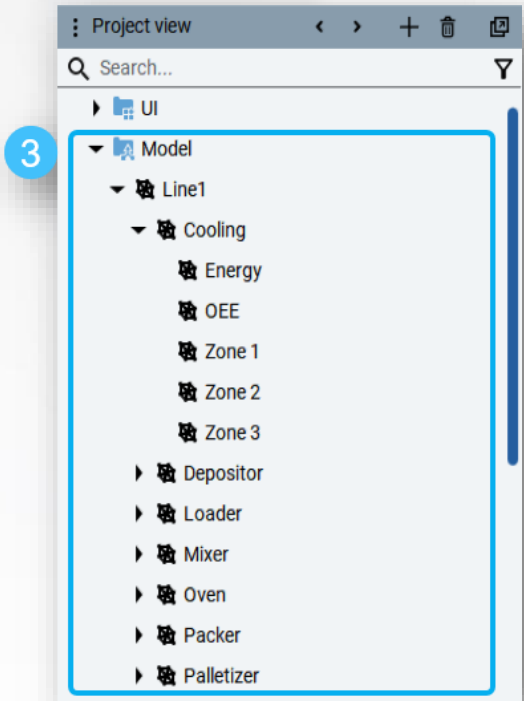 Project view
Search...
UI
3
Model
Line1
Cooling
Energy
OEE
Zone 1
Zone 2
Zone 3
Depositor
Loader
Mixer
Oven
Packer
Palletizer